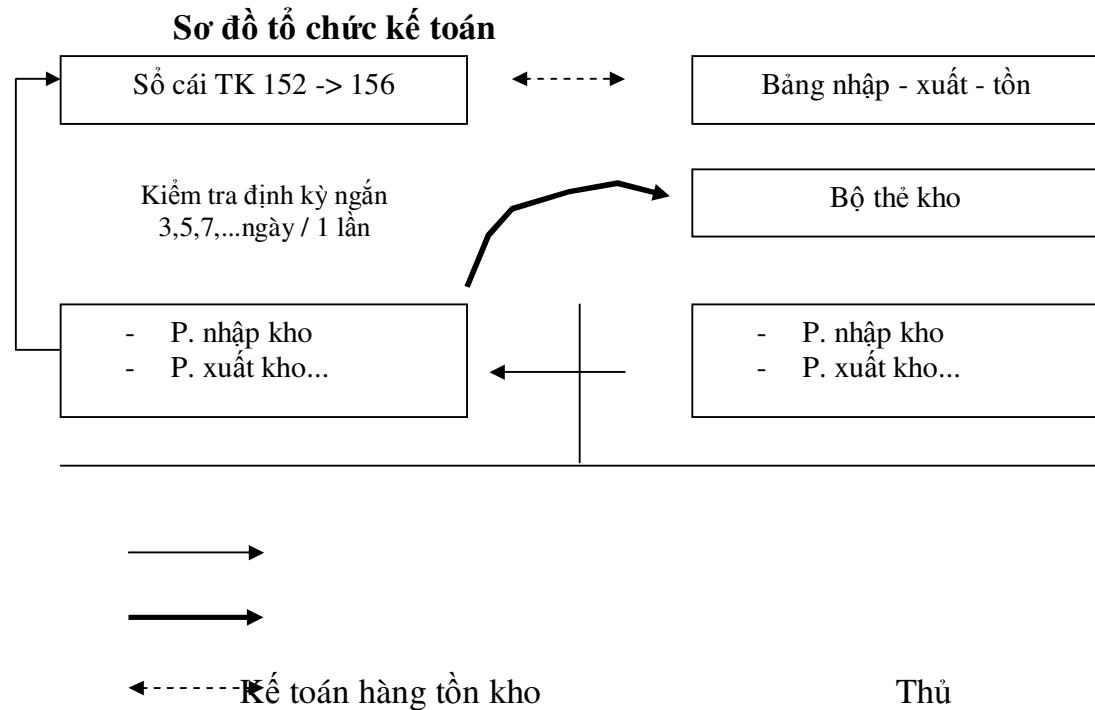 Sơ đồ tổ chức kế toán
Sổ cái TK 152 -> 156
Bảng nhập - xuất - tồn
Kiểm tra định kỳ ngắn
3,5,7,...ngày / 1 lần
Bộ thẻ kho
- P. nhập kho
- P. xuất kho...
- P. nhập kho
- P. xuất kho...
Kế toán hàng tồn kho
Thủ